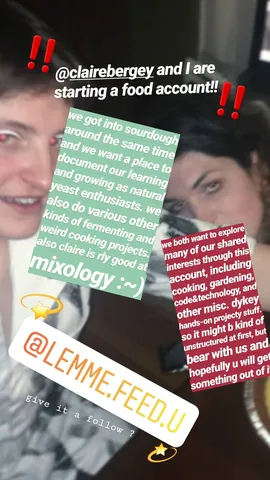 @clairebergey and I are
starting a food account!!
we got into sourdough
around the same time
and we want a place to
document our learning
and growing as natural
yeast enthusiasts. we
also do various other
kinds of fermenting and
weird cooking projects.
also claire is rly good at
mixology :~)
we both want to explore
many of our shared
interests through this
account, including
cooking, gardening,
code&technology, and
other misc. dykey
hands-on projecty stuff.
so it might b kind of
unstructured at first, but
bear with us and
hopefully u will get
something out of it
@LEMME.FEED.U
give it a follow ?